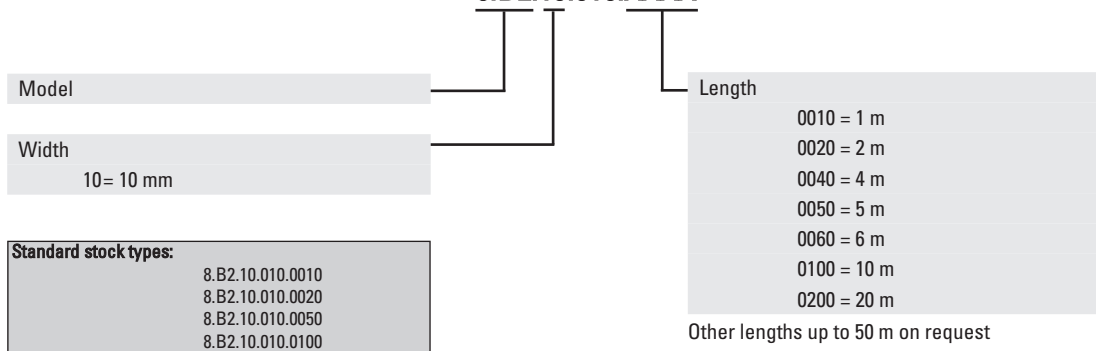 Model
Width
10= 10 mm
Standard stock types:
8.B2.10.010.0010
8.B2.10.010.0020
8.B2.10.010.0050
8.B2.10.010.0100
Length
0010 = 1 m
0020 = 2 m
0040 = 4 m
0050 = 5 m
0060 = 6 m
0100 = 10 m
0200 = 20 m
Other lengths up to 50 m on request